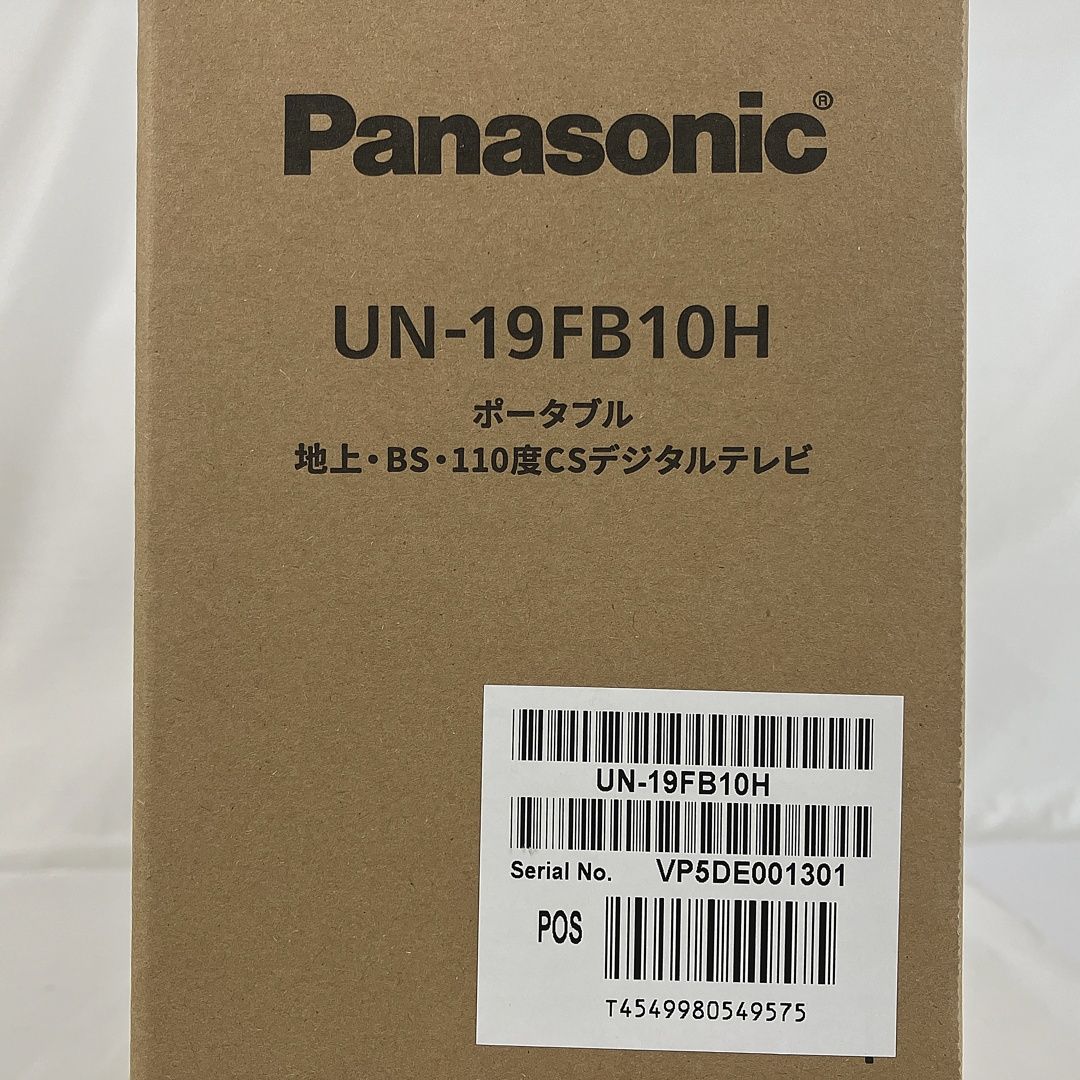 Panasonic®
UN-19FB10H
ポータブル
地上・BS・110度CSデジタルテレビ
UN-19FB10H
Serial No. VP5DE001301
POS
T4549980549575